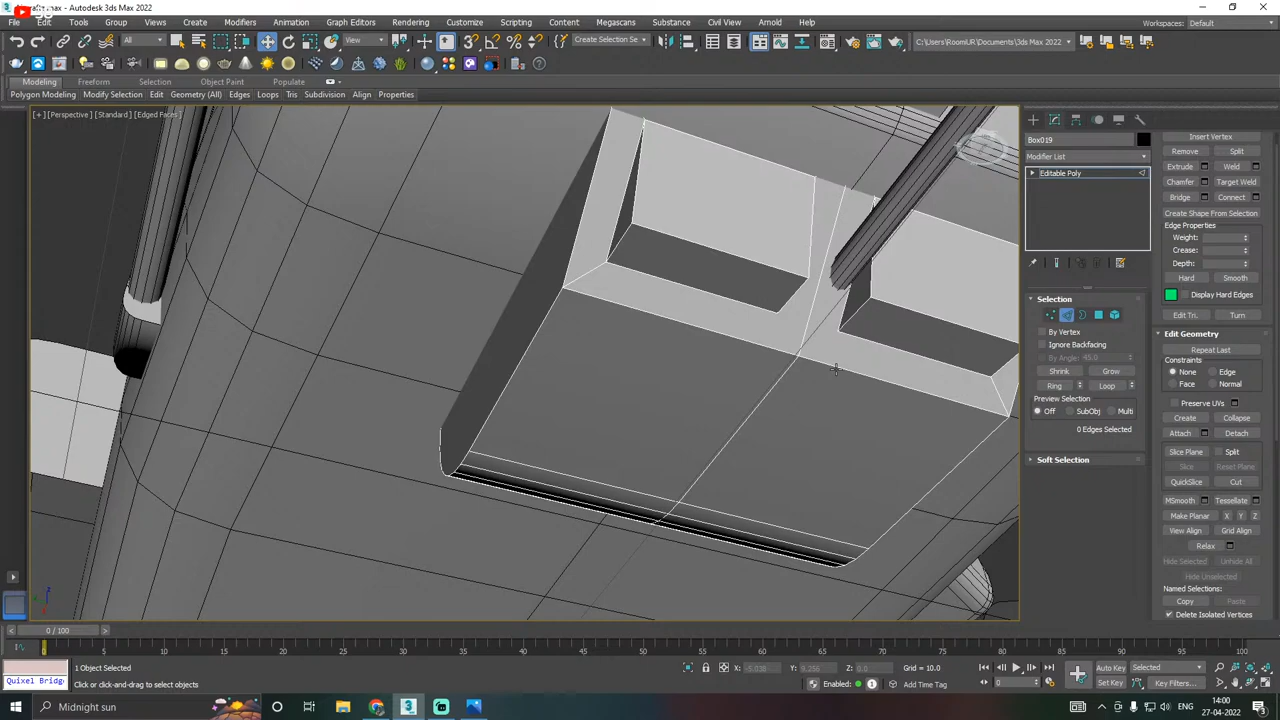 .max - Autodesk 3ds Max 2022
File Edit Tools Group Views Create Modifiers Animation Graph Editors Rendering Customize Scripting Content Megascans Substance Civil View Arnold Help
Workspaces: Default
All View Create Selection Se C:\Users\RoomUR\Documents\3ds Max 2022
Modeling Freeform Selection Object Paint Populate
Polygon Modeling Modify Selection Edit Geometry (All) Edges Loops Tris Subdivision Align Properties
[+] [Perspective] [Standard] [Edged Faces]
Box019
Modifier List
Editable Poly
Selection
By Vertex
Ignore Backfacing
By Angle: 45.0
Shrink Grow
Ring Loop
Preview Selection
Off SubObj Multi
0 Edges Selected
Soft Selection
Insert Vertex
Remove Split
Extrude Weld
Chamfer Target Weld
Bridge Connect
Create Shape From Selection
Edge Properties
Weight:
Crease:
Depth:
Hard Smooth
Display Hard Edges
Edit Tri. Turn
Edit Geometry
Repeat Last
Constraints
None Edge
Face Normal
Preserve UVs
Create Collapse
Attach Detach
Slice Plane Split
Slice Reset Plane
QuickSlice Cut
MSmooth Tessellate
Make Planar X Y Z
View Align Grid Align
Relax
Hide Selected Unhide All
Hide Unselected
Named Selections:
Copy Paste
Delete Isolated Vertices
0 / 100
0 5 10 15 20 25 30 35 40 45 50 55 60 65 70 75 80 85 90 95 100
1 Object Selected
Quixel Bridg
Click or click-and-drag to select objects
X: -5.038 Y: 9.256 Z: 0.0 Grid = 10.0
Enabled: 1 Add Time Tag
Auto Key Selected
0 Set Key Key Filters...
Midnight sun
14:00
27-04-2022